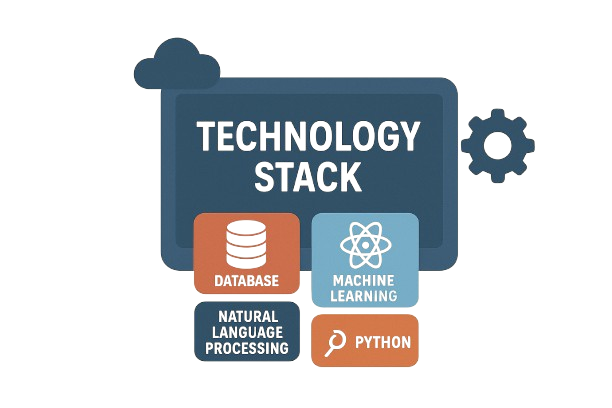 TECHNOLOGY
STACK
DATABASE
MACHINE
LEARNING
NATURAL
LANGUAGE
PROCESSING
PYTHON